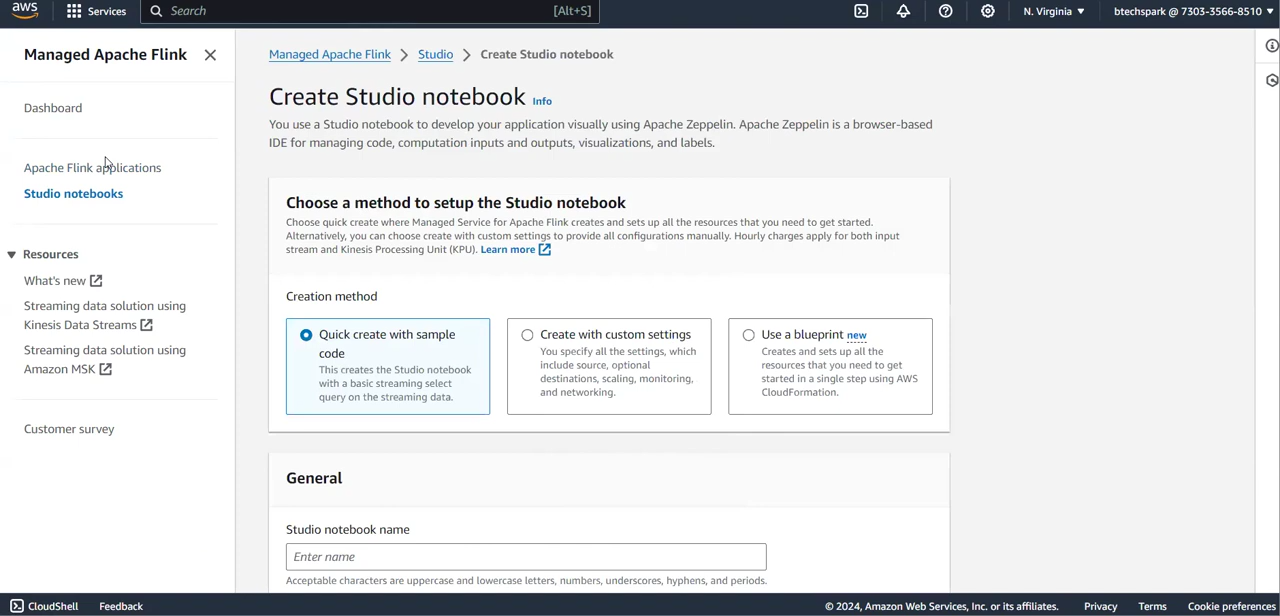 aws
Services
Search
[Alt+S]
N. Virginia
btechspark @ 7303-3566-8510
Managed Apache Flink
Dashboard
Apache Flink applications
Studio notebooks
Resources
What's new
Streaming data solution using
Kinesis Data Streams
Streaming data solution using
Amazon MSK
Customer survey
Managed Apache Flink > Studio > Create Studio notebook
Create Studio notebook Info
You use a Studio notebook to develop your application visually using Apache Zeppelin. Apache Zeppelin is a browser-based
IDE for managing code, computation inputs and outputs, visualizations, and labels.
Choose a method to setup the Studio notebook
Choose quick create where Managed Service for Apache Flink creates and sets up all the resources that you need to get started.
Alternatively, you can choose create with custom settings to provide all configurations manually. Hourly charges apply for both input
stream and Kinesis Processing Unit (KPU). Learn more
Creation method
Quick create with sample
code
This creates the Studio notebook
with a basic streaming select
query on the streaming data.
Create with custom settings
You specify all the settings, which
include source, optional
destinations, scaling, monitoring,
and networking.
Use a blueprint new
Creates and sets up all the
resources that you need to get
started in a single step using AWS
CloudFormation.
General
Studio notebook name
Enter name
Acceptable characters are uppercase and lowercase letters, numbers, underscores, hyphens, and periods.
CloudShell
Feedback
© 2024, Amazon Web Services, Inc. or its affiliates.
Privacy
Terms
Cookie preferences